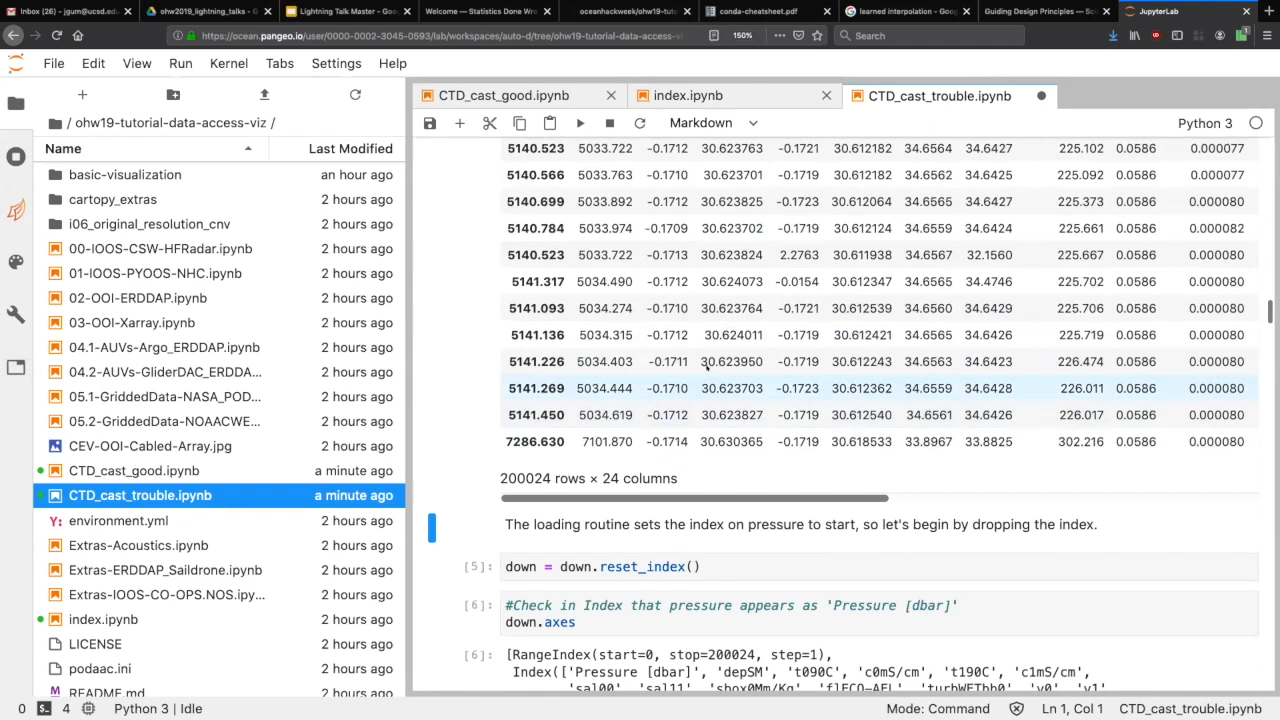 Inbox (26) - jgum@ucsd.ed
ohw2019_lightning_talks - G
Lightning Talk Master - Goo
Welcome — Statistics Done Wro
oceanhackweek/ohw19-tutor
conda-cheatsheet.pdf
learned interpolation - Goog
Guiding Design Principles — Sc
JupyterLab
https://ocean.pangeo.io/user/0000-0002-3045-0593/lab/workspaces/auto-d/tree/ohw19-tutorial-data-access-vi
150%
Search
File Edit View Run Kernel Tabs Settings Help
CTD_cast_good.ipynb
index.ipynb
CTD_cast_trouble.ipynb
/ ohw19-tutorial-data-access-viz /
Markdown
Python 3
Name Last Modified
basic-visualization an hour ago
cartopy_extras 2 hours ago
i06_original_resolution_cnv 2 hours ago
00-IOOS-CSW-HFRadar.ipynb 2 hours ago
01-IOOS-PYOOS-NHC.ipynb 2 hours ago
02-OOI-ERDDAP.ipynb 2 hours ago
03-OOI-Xarray.ipynb 2 hours ago
04.1-AUVs-Argo_ERDDAP.ipynb 2 hours ago
04.2-AUVs-GliderDAC_ERDDA... 2 hours ago
05.1-GriddedData-NASA_POD... 2 hours ago
05.2-GriddedData-NOAACWE... 2 hours ago
CEV-OOI-Cabled-Array.jpg 2 hours ago
CTD_cast_good.ipynb a minute ago
CTD_cast_trouble.ipynb a minute ago
Y: environment.yml 2 hours ago
Extras-Acoustics.ipynb 2 hours ago
Extras-ERDDAP_Saildrone.ipynb 2 hours ago
Extras-IOOS-CO-OPS.NOS.ipy... 2 hours ago
index.ipynb 2 hours ago
LICENSE 2 hours ago
podaac.ini 2 hours ago
README.md 2 hours ago
5140.523 5033.722 -0.1712 30.623763 -0.1721 30.612182 34.6564 34.6427 225.102 0.0586 0.000077
5140.566 5033.763 -0.1710 30.623701 -0.1719 30.612182 34.6562 34.6425 225.092 0.0586 0.000077
5140.699 5033.892 -0.1712 30.623825 -0.1723 30.612064 34.6564 34.6427 225.373 0.0586 0.000080
5140.784 5033.974 -0.1709 30.623702 -0.1719 30.612124 34.6559 34.6424 225.661 0.0586 0.000082
5140.523 5033.722 -0.1713 30.623824 2.2763 30.611938 34.6567 32.1560 225.667 0.0586 0.000080
5141.317 5034.490 -0.1712 30.624073 -0.0154 30.612347 34.6565 34.4746 225.702 0.0586 0.000080
5141.093 5034.274 -0.1710 30.623764 -0.1721 30.612539 34.6560 34.6429 225.706 0.0586 0.000080
5141.136 5034.315 -0.1712 30.624011 -0.1719 30.612421 34.6565 34.6426 225.719 0.0586 0.000080
5141.226 5034.403 -0.1711 30.623950 -0.1719 30.612243 34.6563 34.6423 226.474 0.0586 0.000080
5141.269 5034.444 -0.1710 30.623703 -0.1723 30.612362 34.6559 34.6428 226.011 0.0586 0.000080
5141.450 5034.619 -0.1712 30.623827 -0.1719 30.612540 34.6561 34.6426 226.017 0.0586 0.000080
7286.630 7101.870 -0.1714 30.630365 -0.1719 30.618533 33.8967 33.8825 302.216 0.0586 0.000080
200024 rows × 24 columns
The loading routine sets the index on pressure to start, so let's begin by dropping the index.
[5]: down = down.reset_index()
[6]: #Check in Index that pressure appears as 'Pressure [dbar]'
down.axes
[6]: [RangeIndex(start=0, stop=200024, step=1),
Index(['Pressure [dbar]', 'depSM', 't090C', 'c0mS/cm', 't190C', 'c1mS/cm',
'sal00', 'sal11', 'sbox0Mm/Kg', 'flECO-AFL', 'turbWETbb0', 'v0', 'v1'
0 4 Python 3 | Idle Mode: Command Ln 1, Col 1 CTD_cast_trouble.ipynb